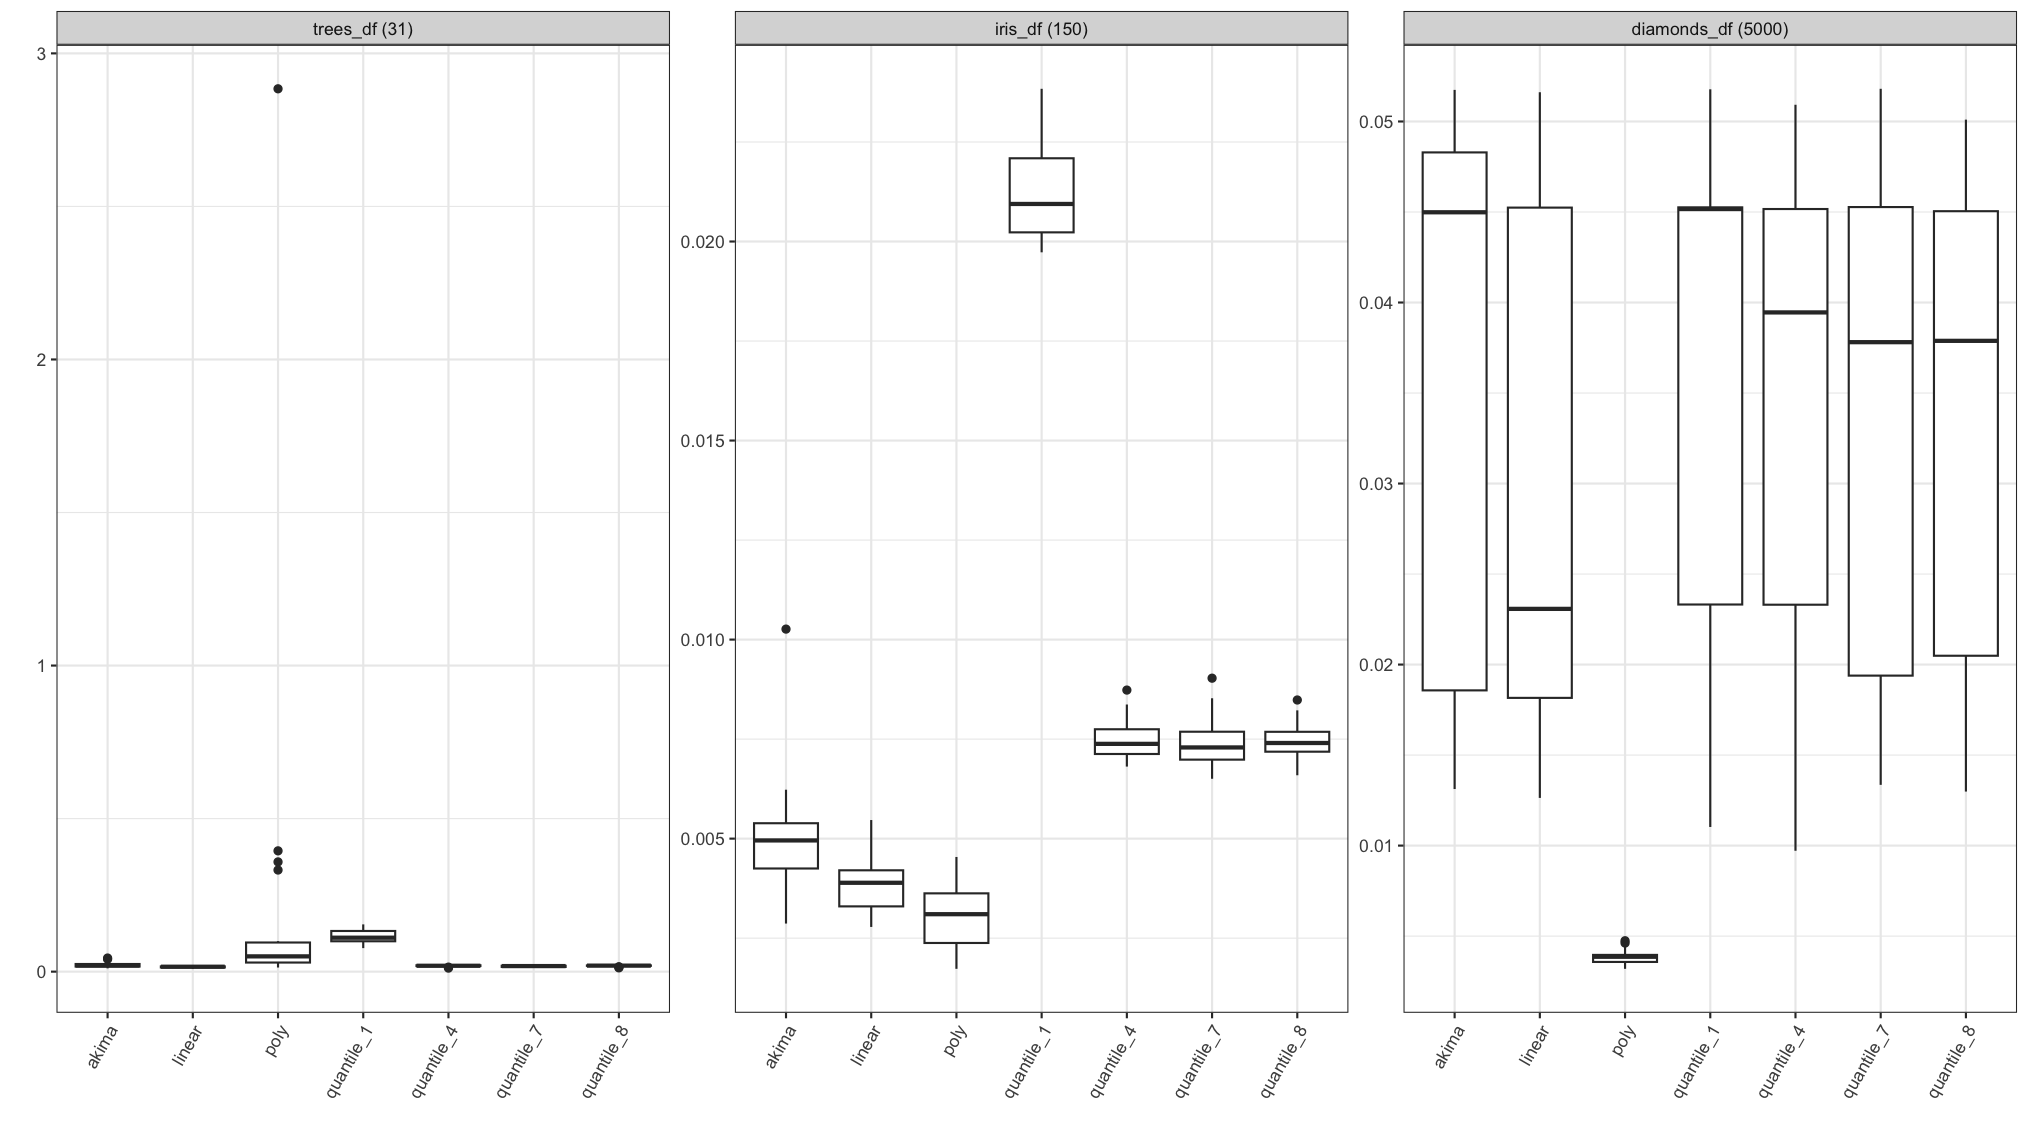 trees_df (31)
iris_df (150)
diamonds_df (5000)
3
2
1
0
0.020
0.015
0.010
0.005
0.05
0.04
0.03
0.02
0.01
akima
linear
poly
quantile_1
quantile_4
quantile_7
quantile_8
akima
linear
poly
quantile_1
quantile_4
quantile_7
quantile_8
akima
linear
poly
quantile_1
quantile_4
quantile_7
quantile_8